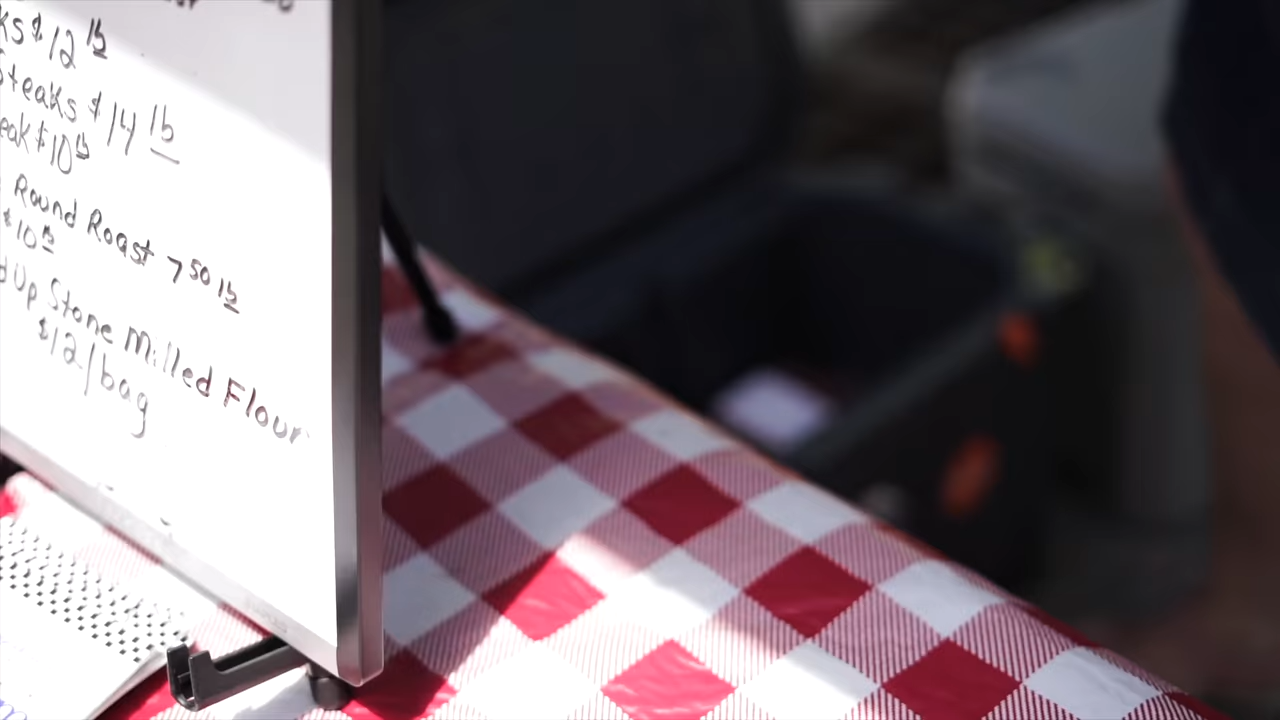 ks $12 lb
Steaks $14 lb
eak $10 lb
Round Roast 7 50 lb
$10 lb
d Up Stone Milled Flour
$12/bag